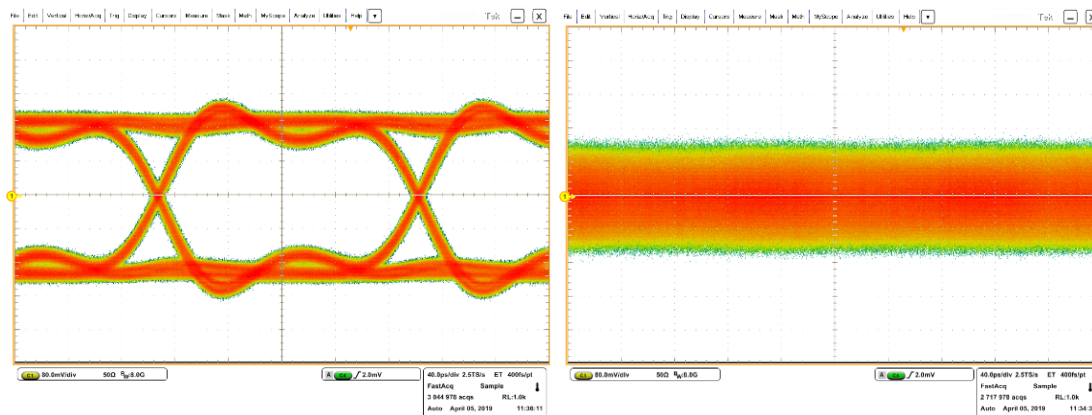 File Edit Vertical Horiz/Acq Trig Display Cursors Measure Mask Math MyScope Analyze Utilities Help Tek X
1
C1 80.0mV/div 50Ω BW:8.0G
A C4 2.0mV
40.0ps/div 2.5TS/s ET 400fs/pt
FastAcq Sample
3 044 978 acqs RL:1.0k
Auto April 05, 2019 11:36:11
File Edit Vertical Horiz/Acq Trig Display Cursors Measure Mask Math MyScope Analyze Utilities Help Tek X
1
C1 80.0mV/div 50Ω BW:8.0G
A C4 2.0mV
40.0ps/div 2.5TS/s ET 400fs/pt
FastAcq Sample
2 717 978 acqs RL:1.0k
Auto April 05, 2019